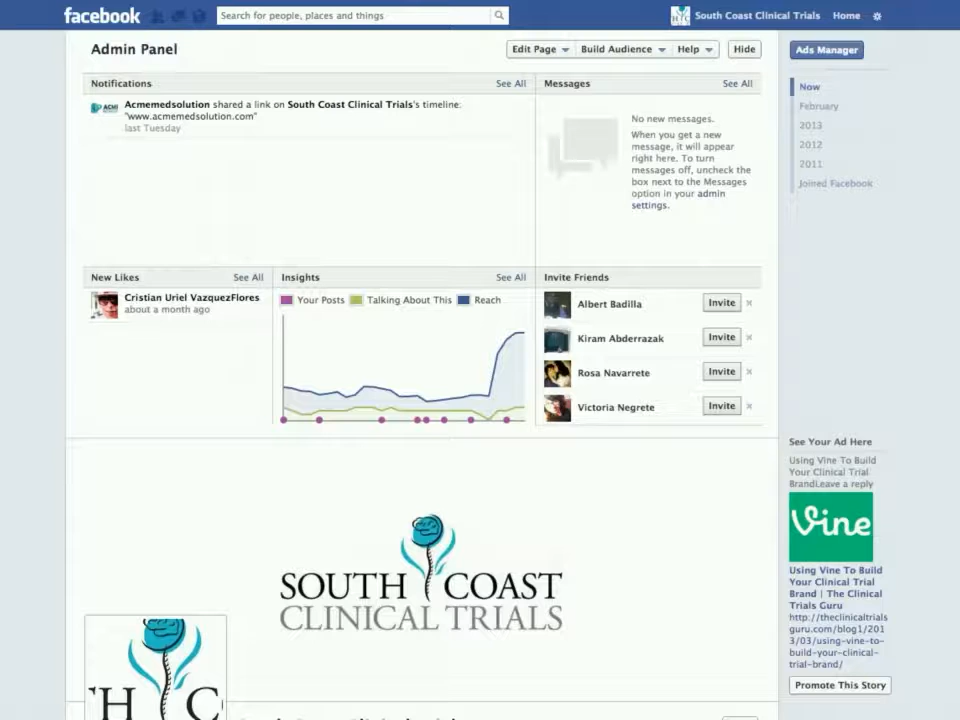 facebook
Search for people, places and things
South Coast Clinical Trials
Home
Admin Panel
Edit Page
Build Audience
Help
Hide
Ads Manager
Notifications
See All
Acmemedsolution shared a link on South Coast Clinical Trials's timeline:
"www.acmemedsolution.com"
last Tuesday
Messages
See All
No new messages.
When you get a new
message, it will appear
right here. To turn
messages off, uncheck the
box next to the Messages
option in your admin
settings.
Now
February
2013
2012
2011
Joined Facebook
New Likes
See All
Cristian Uriel VazquezFlores
about a month ago
Insights
See All
Your Posts
Talking About This
Reach
Invite Friends
Albert Badilla
Invite
Kiram Abderrazak
Invite
Rosa Navarrete
Invite
Victoria Negrete
Invite
SOUTH COAST
CLINICAL TRIALS
See Your Ad Here
Using Vine To Build
Your Clinical Trial
BrandLeave a reply
Vine
Using Vine To Build
Your Clinical Trial
Brand | The Clinical
Trials Guru
http://theclinicaltrials
guru.com/blog1/201
3/03/using-vine-to-
build-your-clinical-
trial-brand/
Promote This Story